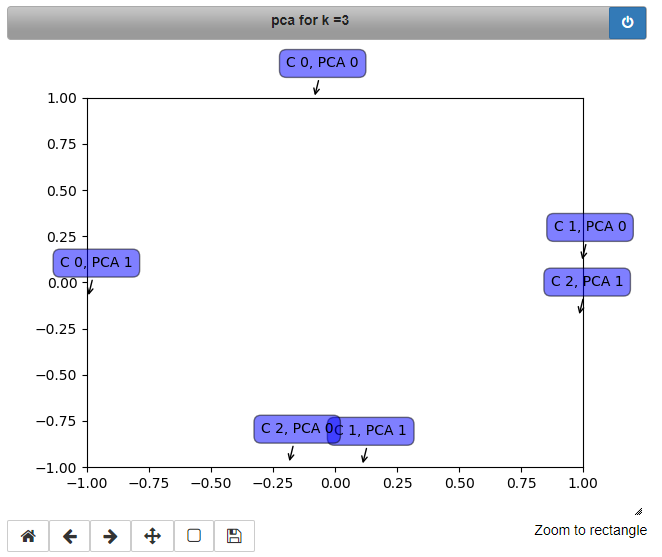 pca for k =3
C 0, PCA 0
1.00
0.75
0.50
0.25
C 1, PCA 0
C 0, PCA 1
0.00
C 2, PCA 1
−0.25
−0.50
−0.75
C 2, PCA 0
C 1, PCA 1
−1.00
−1.00 −0.75 −0.50 −0.25 0.00 0.25 0.50 0.75 1.00
Zoom to rectangle